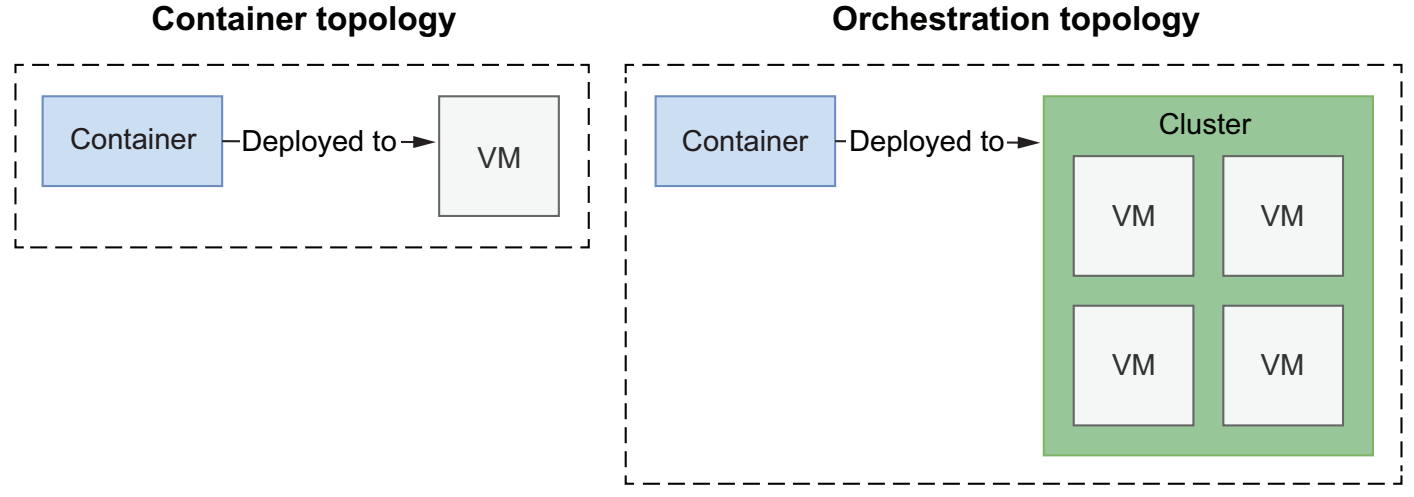 Container topology
Container
Deployed to
VM
Orchestration topology
Container
Deployed to
Cluster
VM
VM
VM
VM